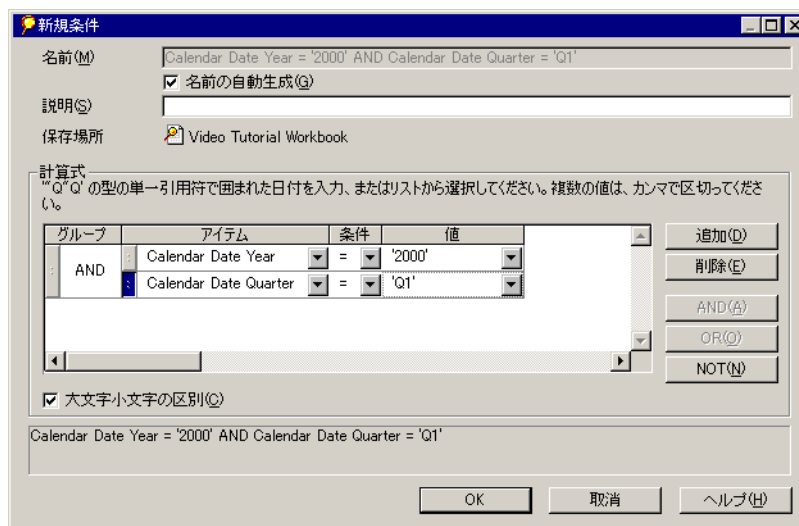 新規条件
名前(M) Calendar Date Year = '2000' AND Calendar Date Quarter = 'Q1'
名前の自動生成(G)
説明(S)
保存場所 Video Tutorial Workbook
計算式
'"Q"Q' の型の単一引用符で囲まれた日付を入力、またはリストから選択してください。複数の値は、カンマで区切ってくださ
い。
グループ アイテム 条件 値
AND
Calendar Date Year = '2000'
Calendar Date Quarter = 'Q1'
追加(D)
削除(E)
AND(A)
OR(O)
NOT(N)
大文字小文字の区別(C)
Calendar Date Year = '2000' AND Calendar Date Quarter = 'Q1'
OK 取消 ヘルプ(H)